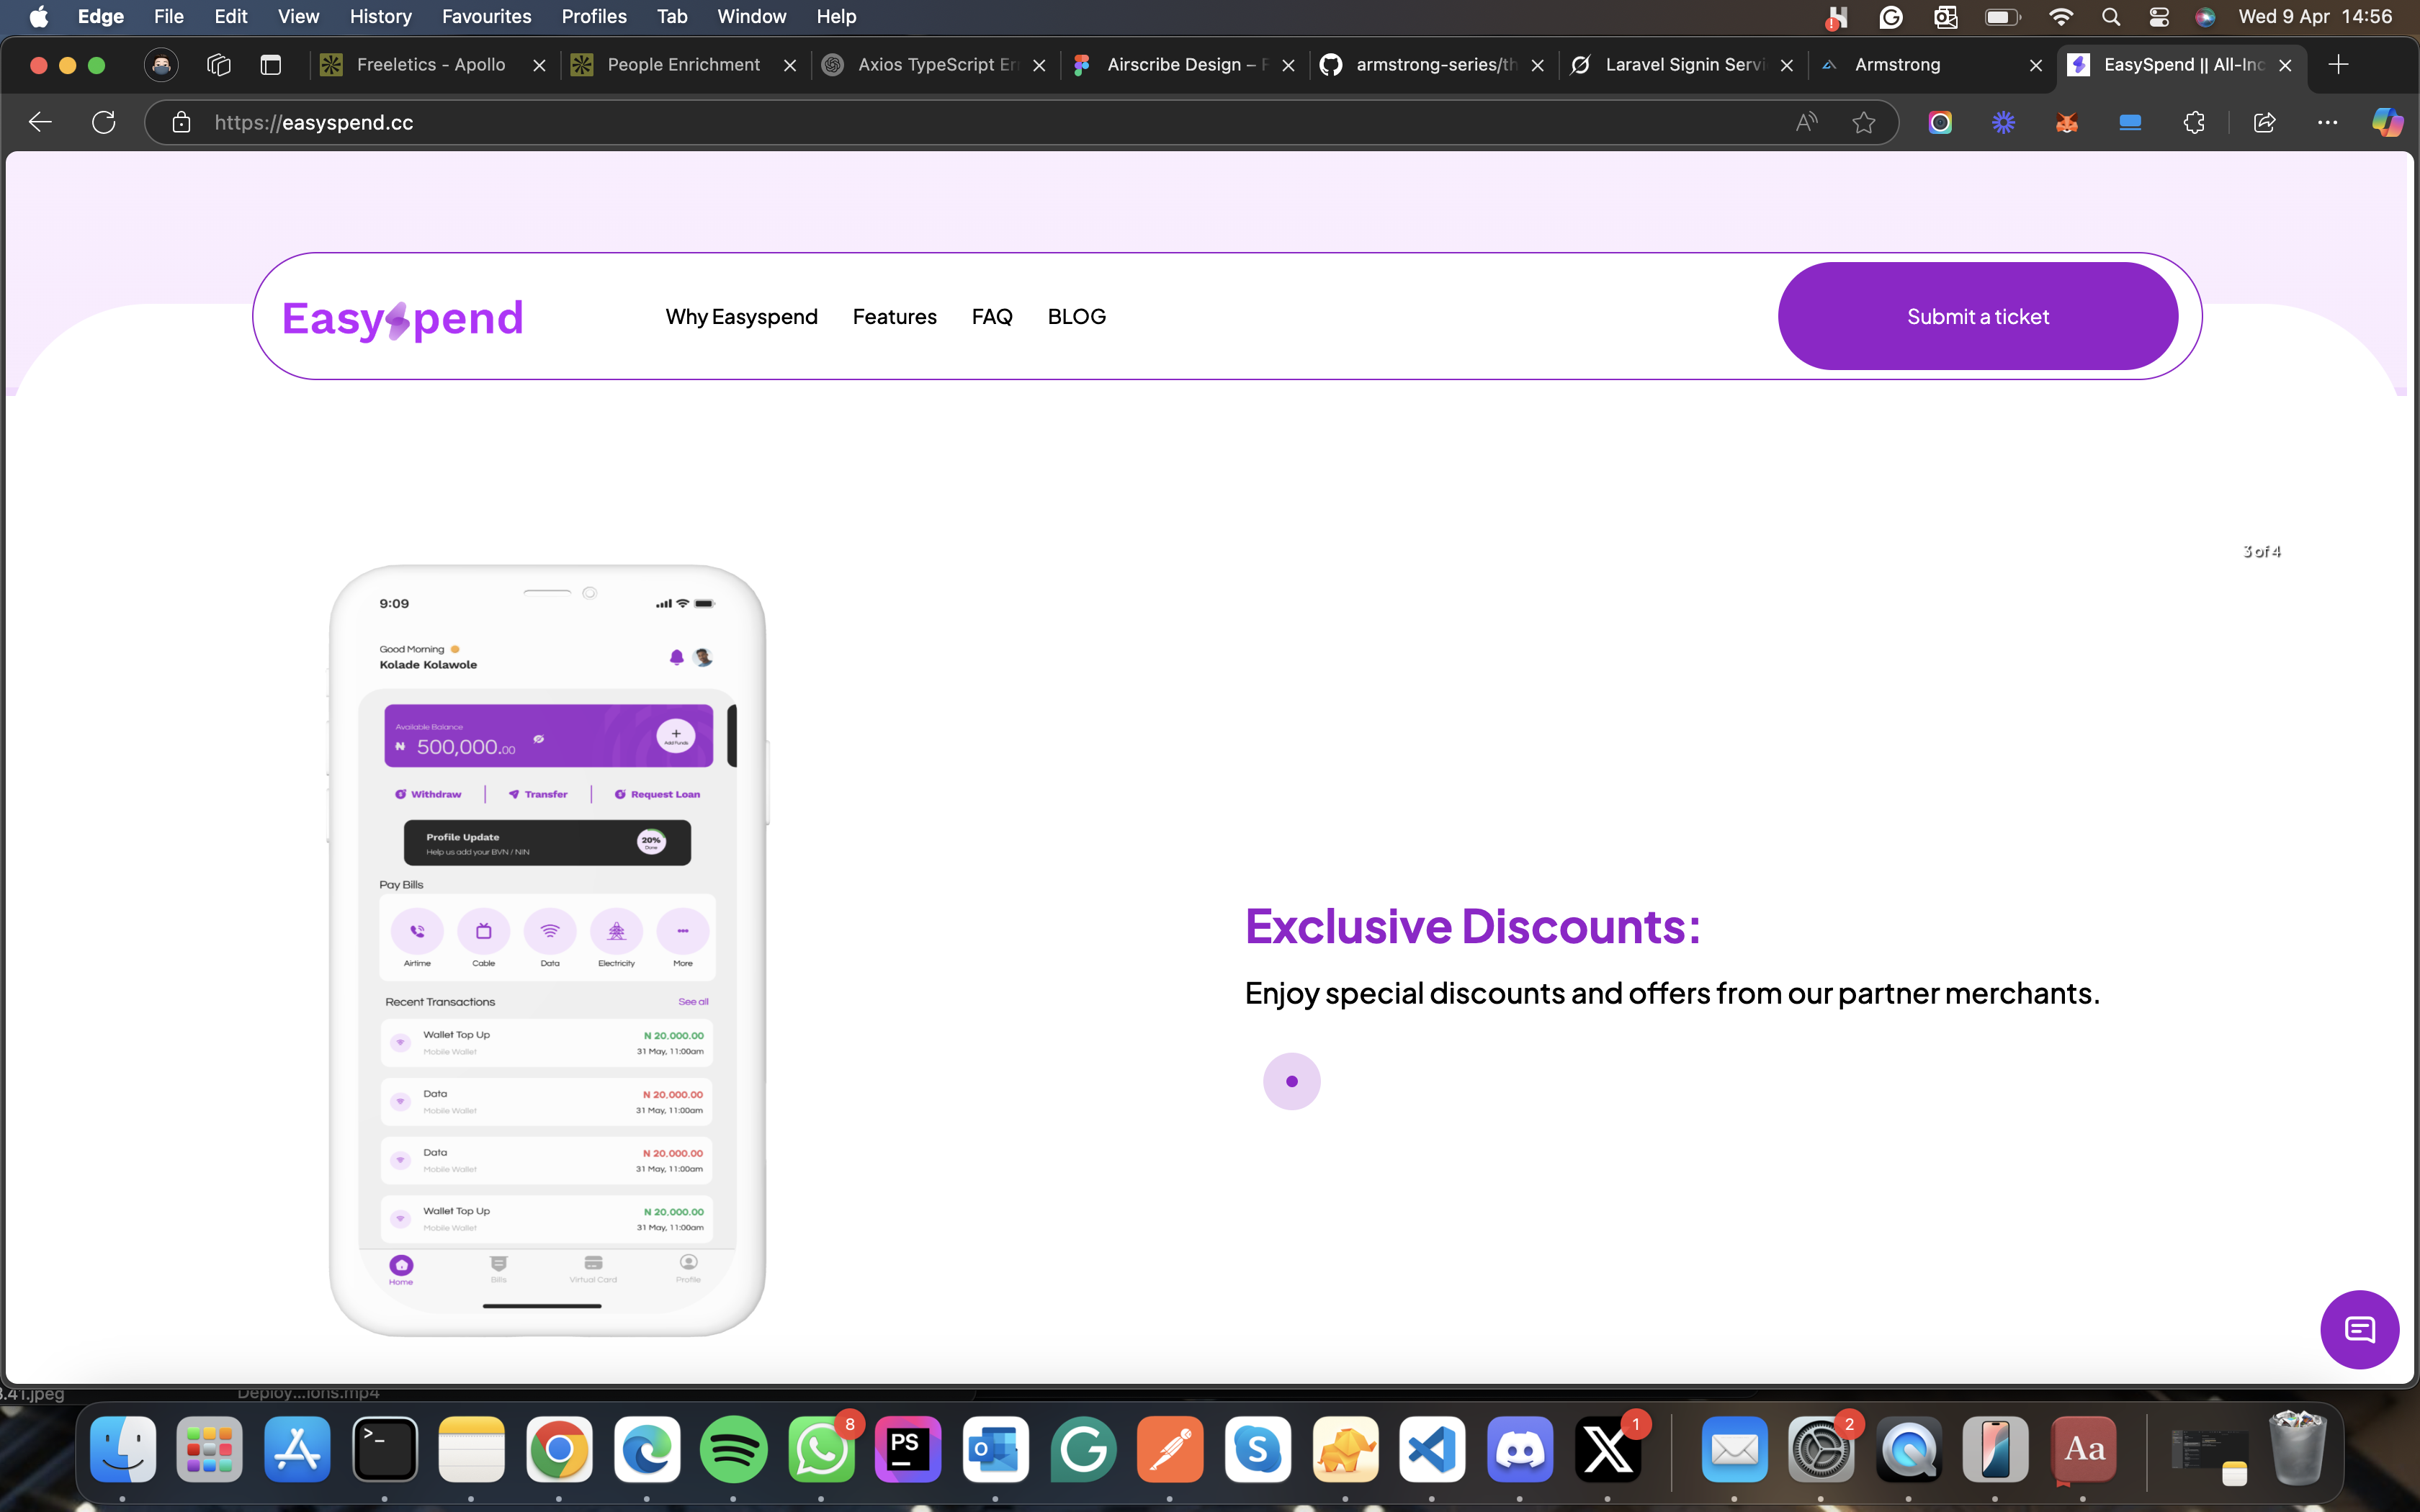 Edge File Edit View History Favourites Profiles Tab Window Help Wed 9 Apr 14:56
Freeletics - Apollo People Enrichment Axios TypeScript Er Airscribe Design – F armstrong-series/th Laravel Signin Servi Armstrong EasySpend || All-Inc
https://easyspend.cc
Easyspend Why Easyspend Features FAQ BLOG Submit a ticket
3 of 4
9:09
Good Morning
Kolade Kolawole
Available Balance
₦ 500,000.00
Add Funds
Withdraw Transfer Request Loan
Profile Update
Help us add your BVN / NIN
20%
Done
Pay Bills
Airtime Cable Data Electricity More
Recent Transactions See all
Wallet Top Up N 20,000.00
Mobile Wallet 31 May, 11:00am
Data N 20,000.00
Mobile Wallet 31 May, 11:00am
Data N 20,000.00
Mobile Wallet 31 May, 11:00am
Wallet Top Up N 20,000.00
Mobile Wallet 31 May, 11:00am
Home Bills Virtual Card Profile
Exclusive Discounts:
Enjoy special discounts and offers from our partner merchants.
3.41.jpeg Deploy...ions.mp4
8 PS 1 2 Aa